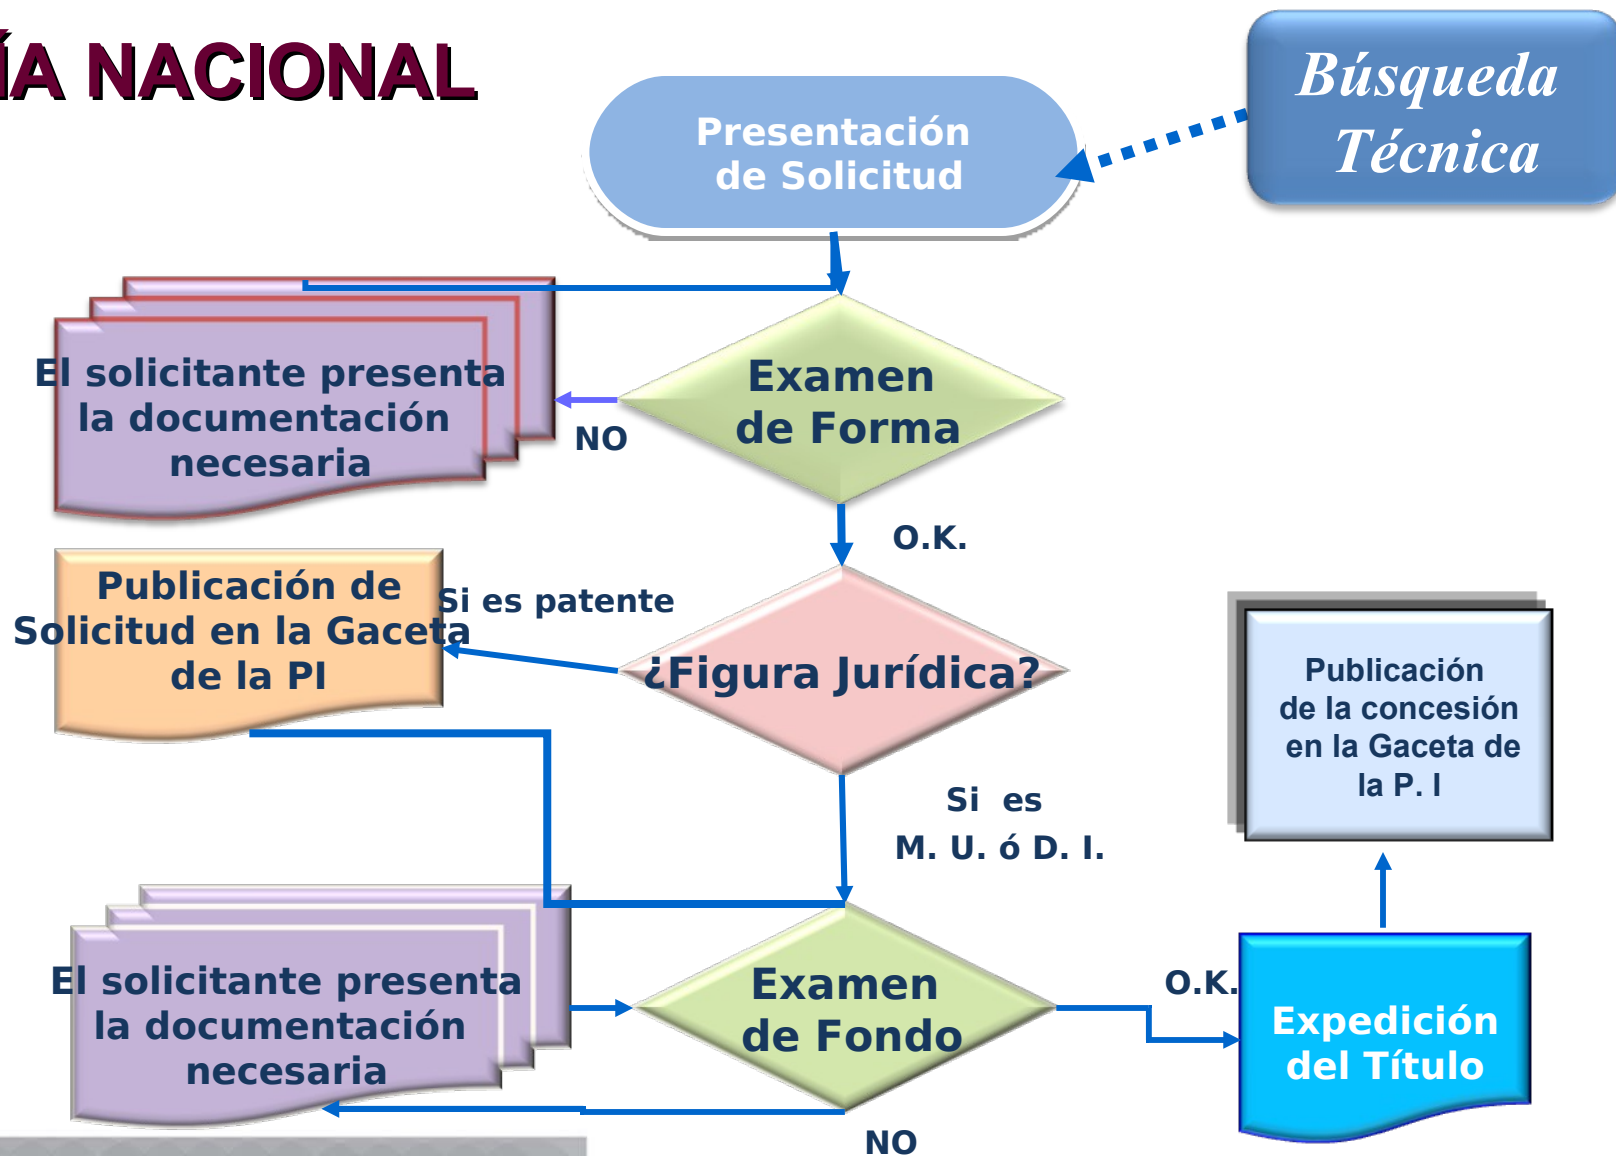 ÍA NACIONAL
Búsqueda
Técnica
Presentación
de Solicitud
El solicitante presenta
la documentación
necesaria
Examen
de Forma
NO
O.K.
Publicación de
Solicitud en la Gaceta
de la PI
Si es patente
¿Figura Jurídica?
Publicación
de la concesión
en la Gaceta de
la P. I
Si es
M. U. ó D. I.
El solicitante presenta
la documentación
necesaria
Examen
de Fondo
O.K.
Expedición
del Título
NO